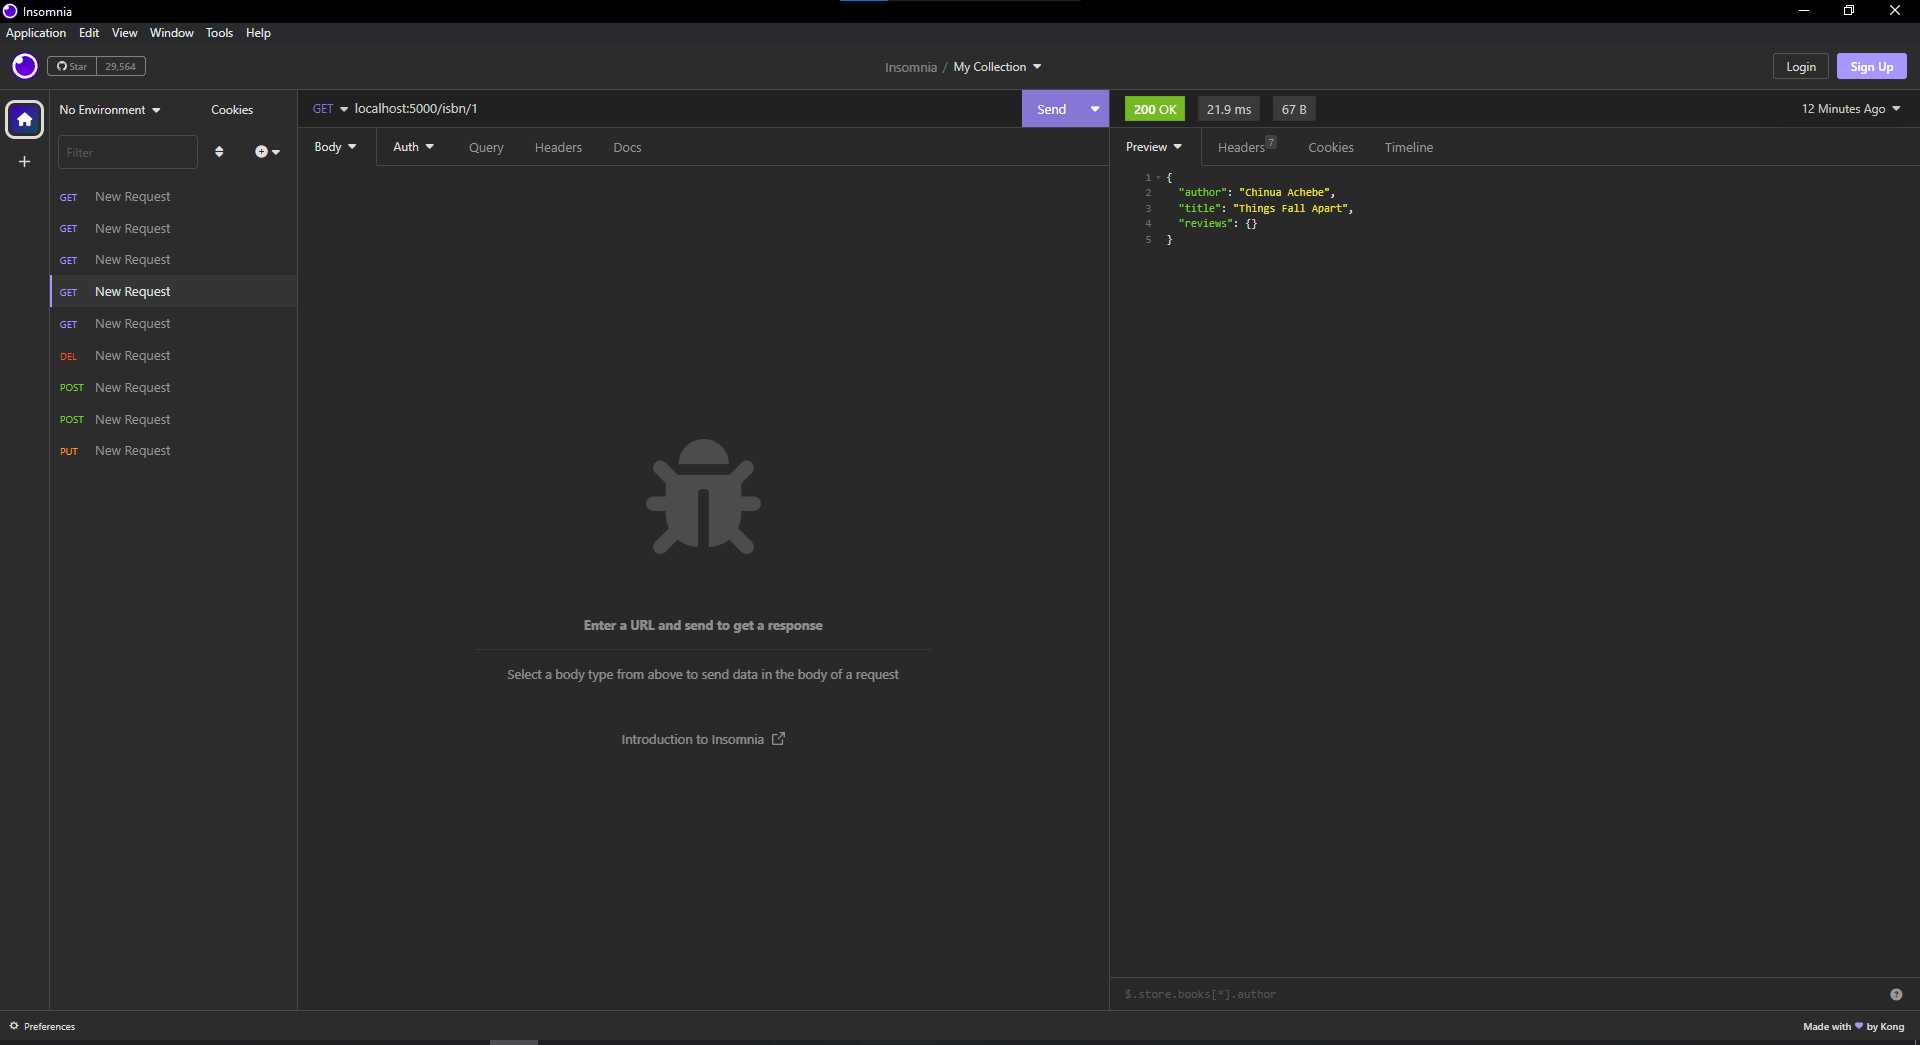 Insomnia
Application Edit View Window Tools Help
Star 29,564
Insomnia / My Collection
Login Sign Up
No Environment Cookies
GET localhost:5000/isbn/1 Send
200 OK 21.9 ms 67 B 12 Minutes Ago
Filter
Body Auth Query Headers Docs
Preview Headers 7 Cookies Timeline
GET New Request
GET New Request
GET New Request
GET New Request
GET New Request
DEL New Request
POST New Request
POST New Request
PUT New Request
Enter a URL and send to get a response
Select a body type from above to send data in the body of a request
Introduction to Insomnia
1 {
2 "author": "Chinua Achebe",
3 "title": "Things Fall Apart",
4 "reviews": {}
5 }
$.store.books[*].author
Preferences
Made with 💜 by Kong